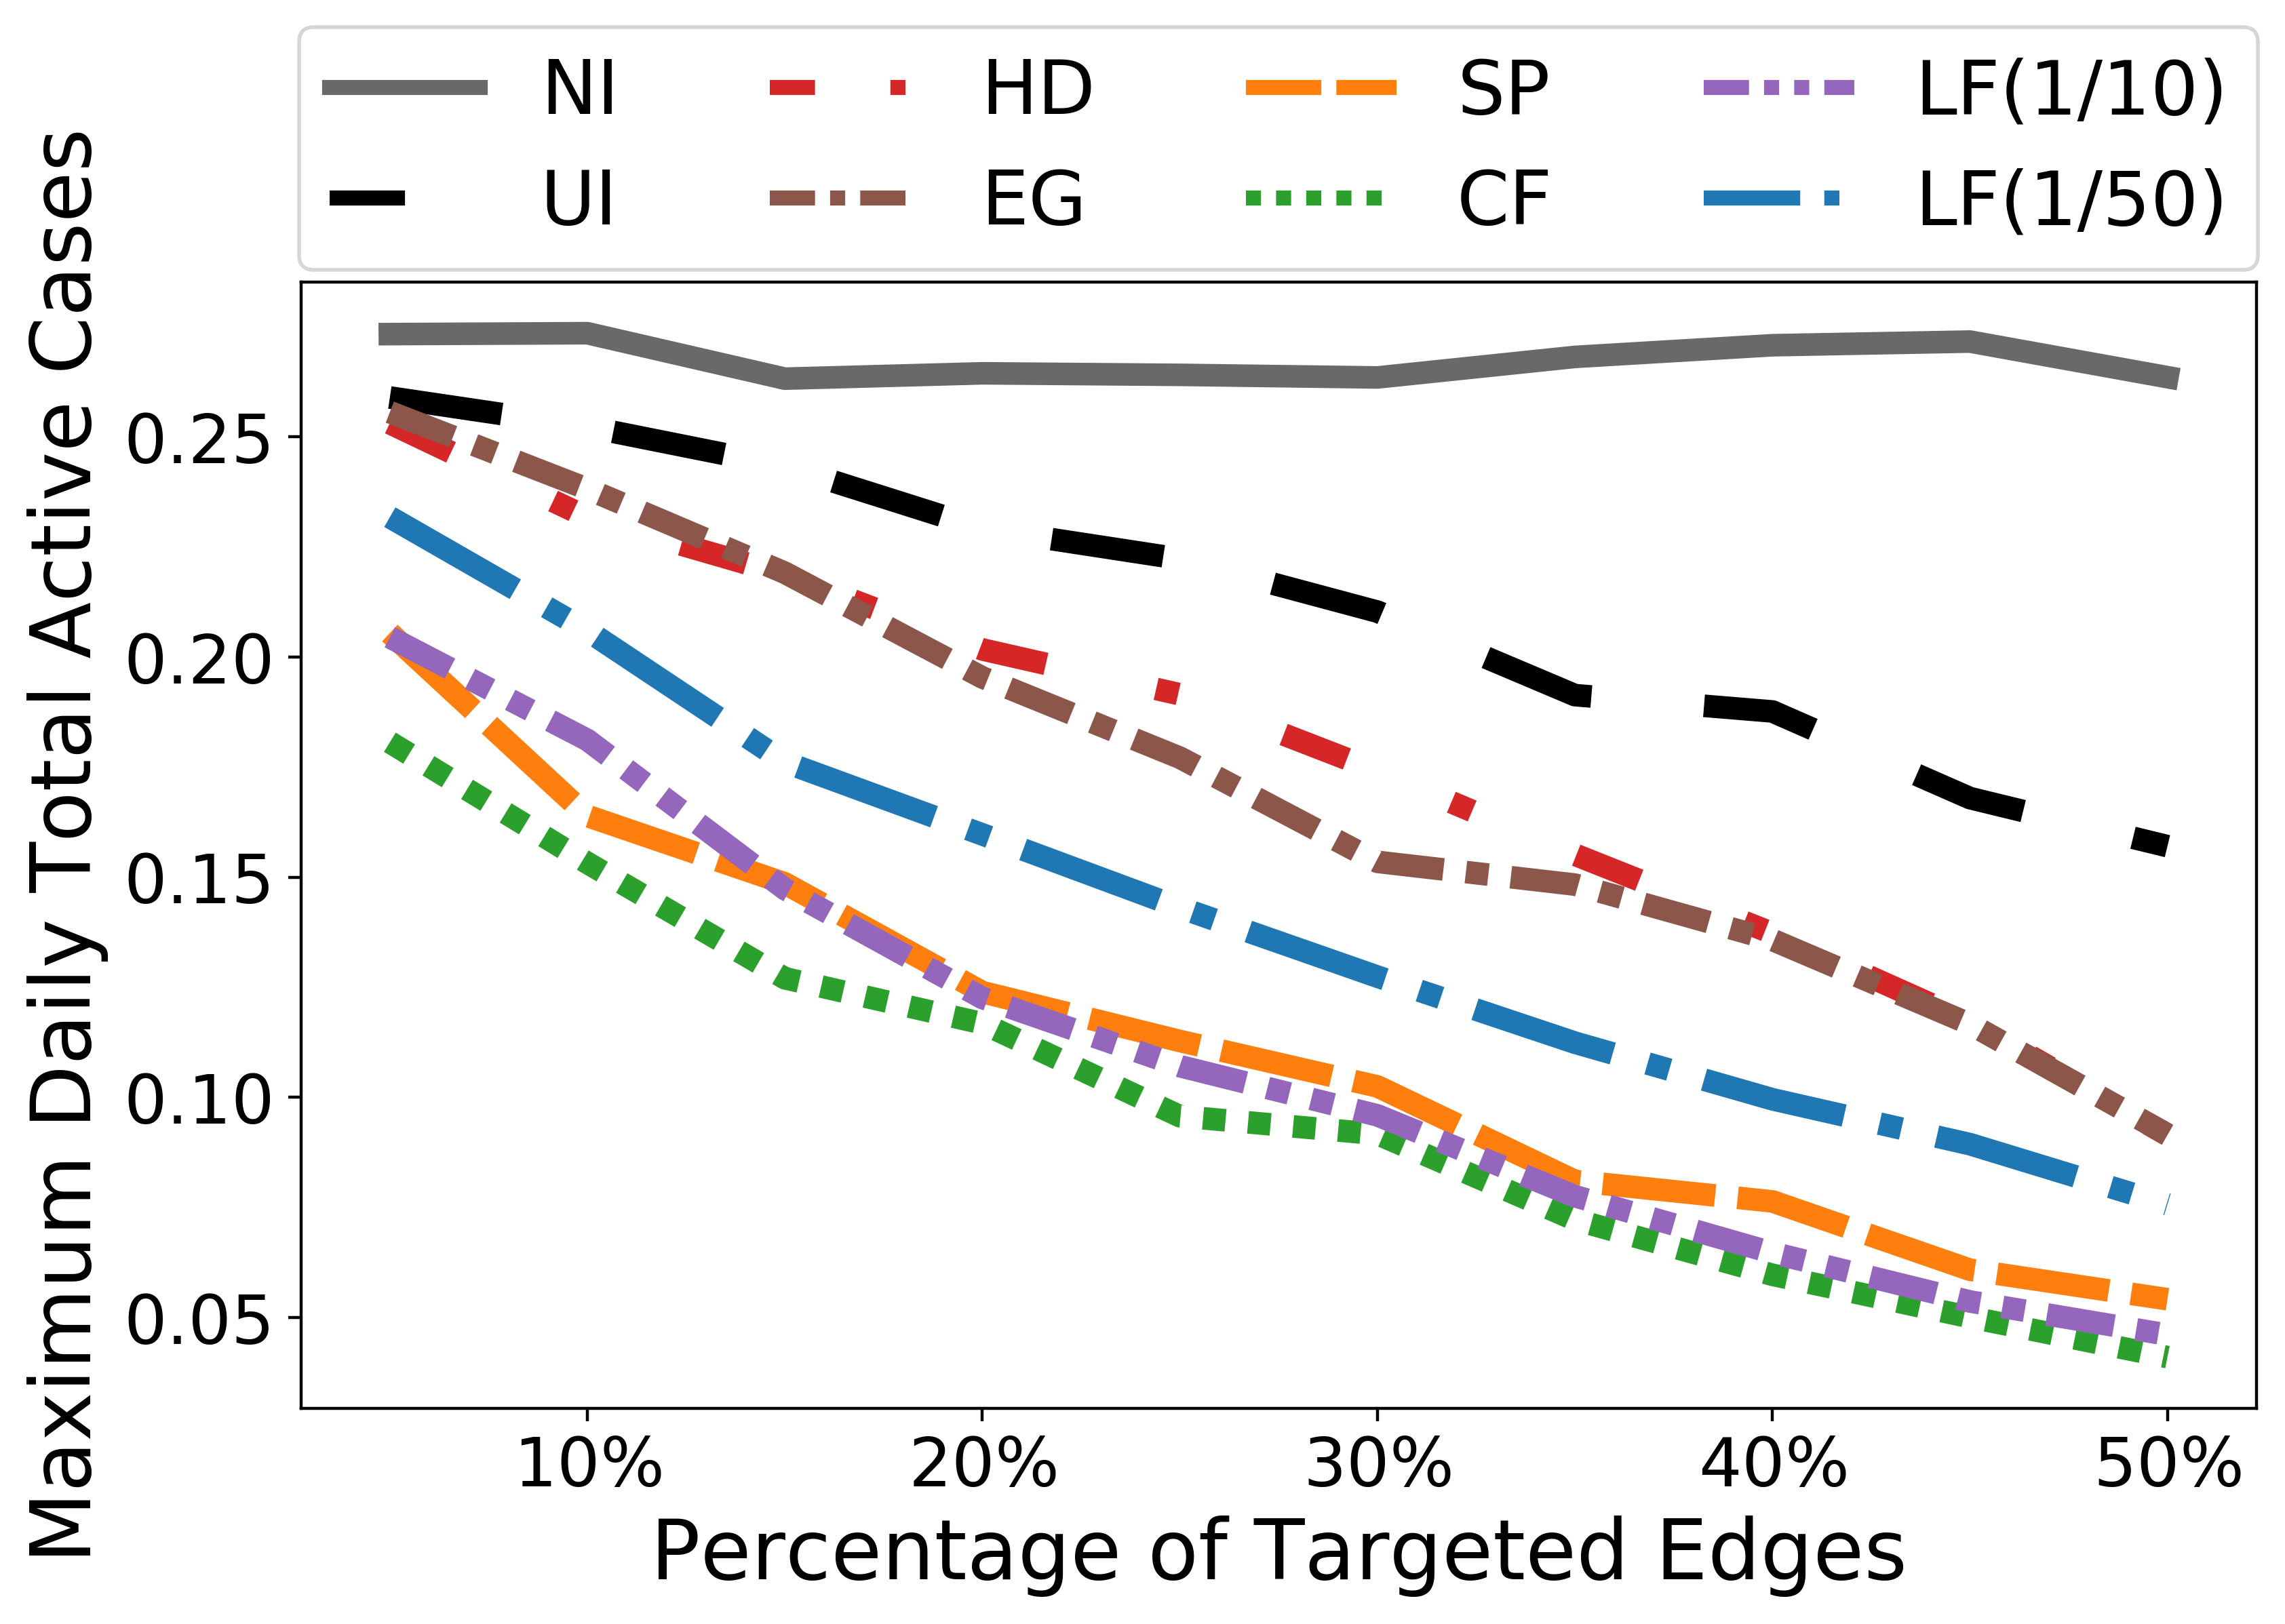 NI HD SP LF(1/10)
UI EG CF LF(1/50)
Maximum Daily Total Active Cases
0.25
0.20
0.15
0.10
0.05
10% 20% 30% 40% 50%
Percentage of Targeted Edges